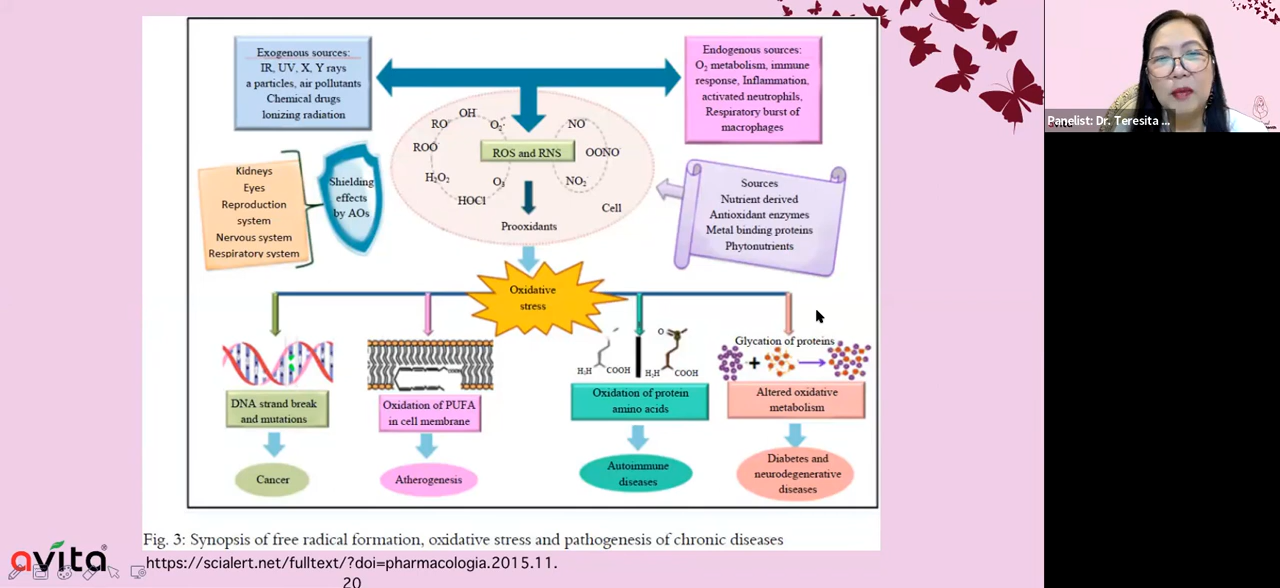 Exogenous sources:
IR, UV, X, Y rays
a particles, air pollutants
Chemical drugs
Ionizing radiation
Endogenous sources:
O2 metabolism, immune
response, Inflammation,
activated neutrophils,
Respiratory burst of
macrophages
Panelist: Dr. Teresita ...
OH
RO
O2
ROO
H2O2
HOCl
O3
ROS and RNS
NO
OONO
NO2
Cell
Prooxidants
Kidneys
Eyes
Reproduction
system
Nervous system
Respiratory system
Shielding
effects
by AOs
Sources
Nutrient derived
Antioxidant enzymes
Metal binding proteins
Phytonutrients
Oxidative
stress
DNA strand break
and mutations
Cancer
Oxidation of PUFA
in cell membrane
Atherogenesis
O
H2H COOH
H2H COOH
Oxidation of protein
amino acids
Autoimmune
diseases
Glycation of proteins
Altered oxidative
metabolism
Diabetes and
neurodegenerative
diseases
Fig. 3: Synopsis of free radical formation, oxidative stress and pathogenesis of chronic diseases
avita
https://scialert.net/fulltext/?doi=pharmacologia.2015.11.
20